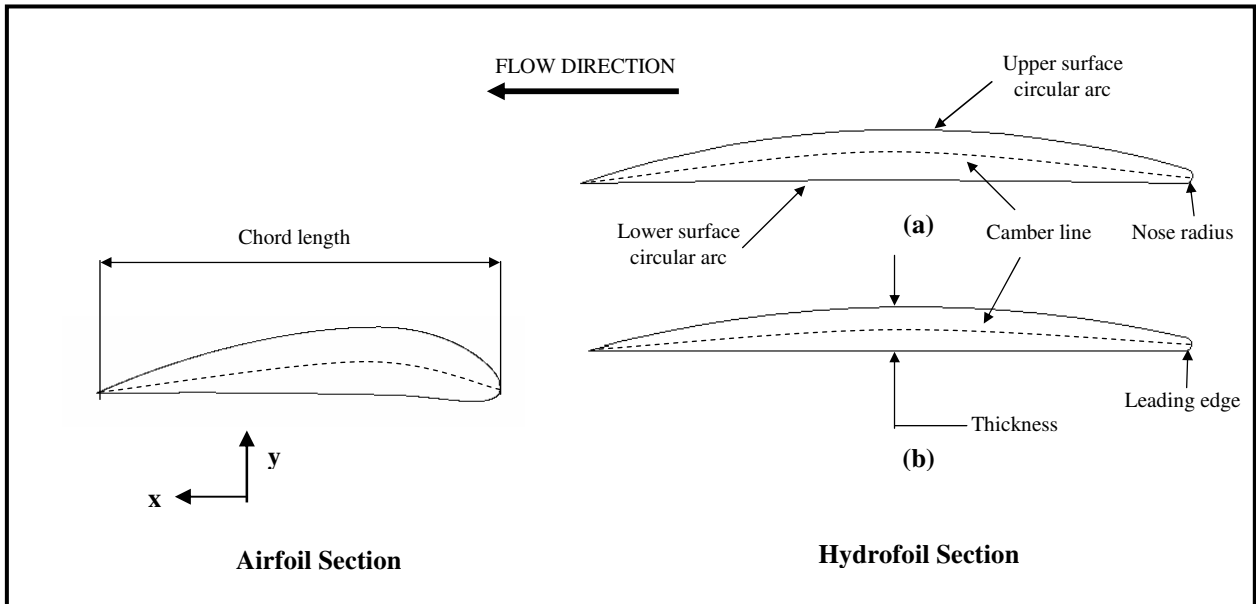 FLOW DIRECTION
Upper surface
circular arc
(a)
Lower surface
circular arc
Camber line
Nose radius
Chord length
Leading edge
Thickness
(b)
y
x
Airfoil Section
Hydrofoil Section